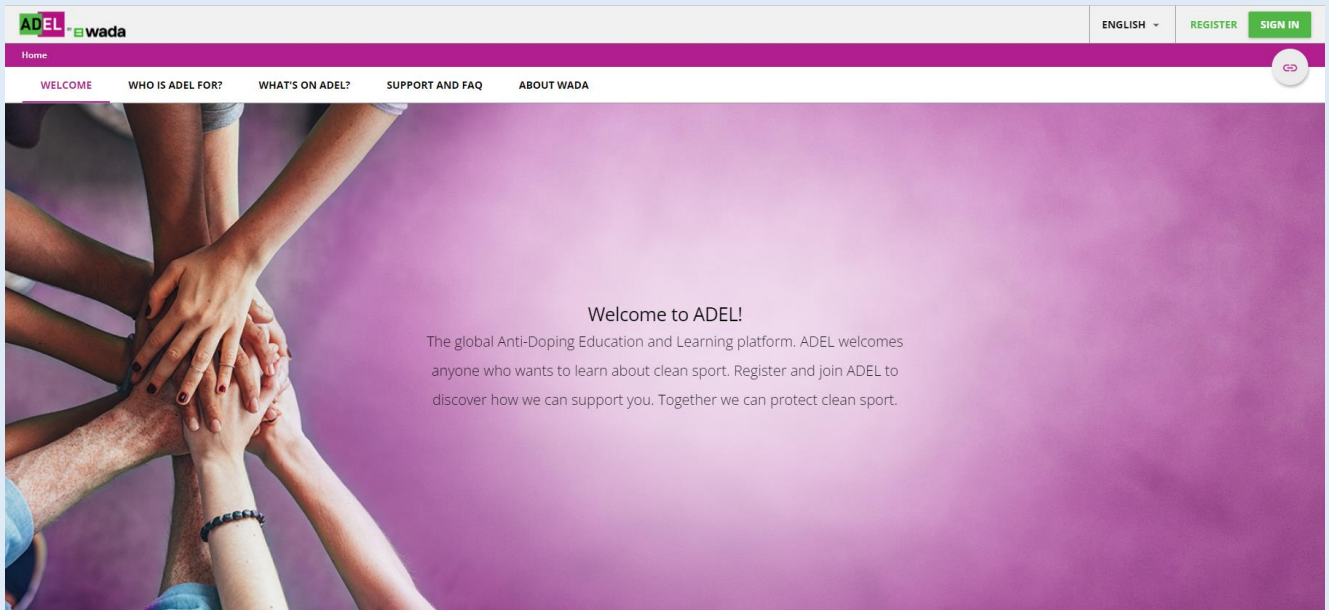 ADEL BY wada
ENGLISH
REGISTER
SIGN IN
Home
WELCOME
WHO IS ADEL FOR?
WHAT'S ON ADEL?
SUPPORT AND FAQ
ABOUT WADA
Welcome to ADEL!
The global Anti-Doping Education and Learning platform. ADEL welcomes
anyone who wants to learn about clean sport. Register and join ADEL to
discover how we can support you. Together we can protect clean sport.